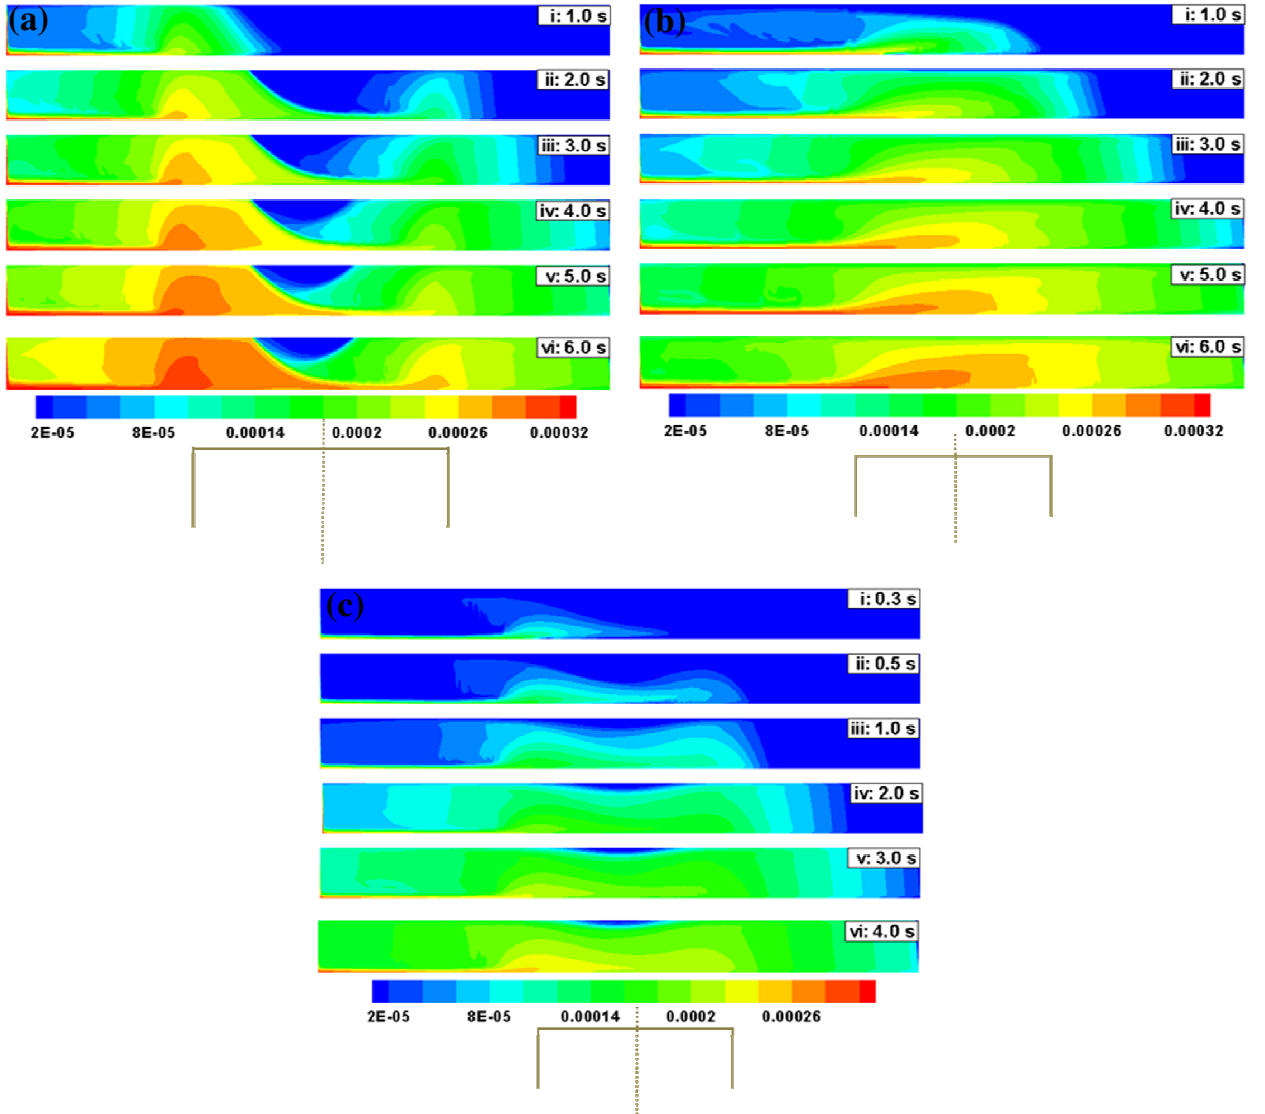 (a)
i: 1.0 s
ii: 2.0 s
iii: 3.0 s
iv: 4.0 s
v: 5.0 s
vi: 6.0 s
2E-05 8E-05 0.00014 0.0002 0.00026 0.00032
(b)
i: 1.0 s
ii: 2.0 s
iii: 3.0 s
iv: 4.0 s
v: 5.0 s
vi: 6.0 s
2E-05 8E-05 0.00014 0.0002 0.00026 0.00032
(c)
i: 0.3 s
ii: 0.5 s
iii: 1.0 s
iv: 2.0 s
v: 3.0 s
vi: 4.0 s
2E-05 8E-05 0.00014 0.0002 0.00026